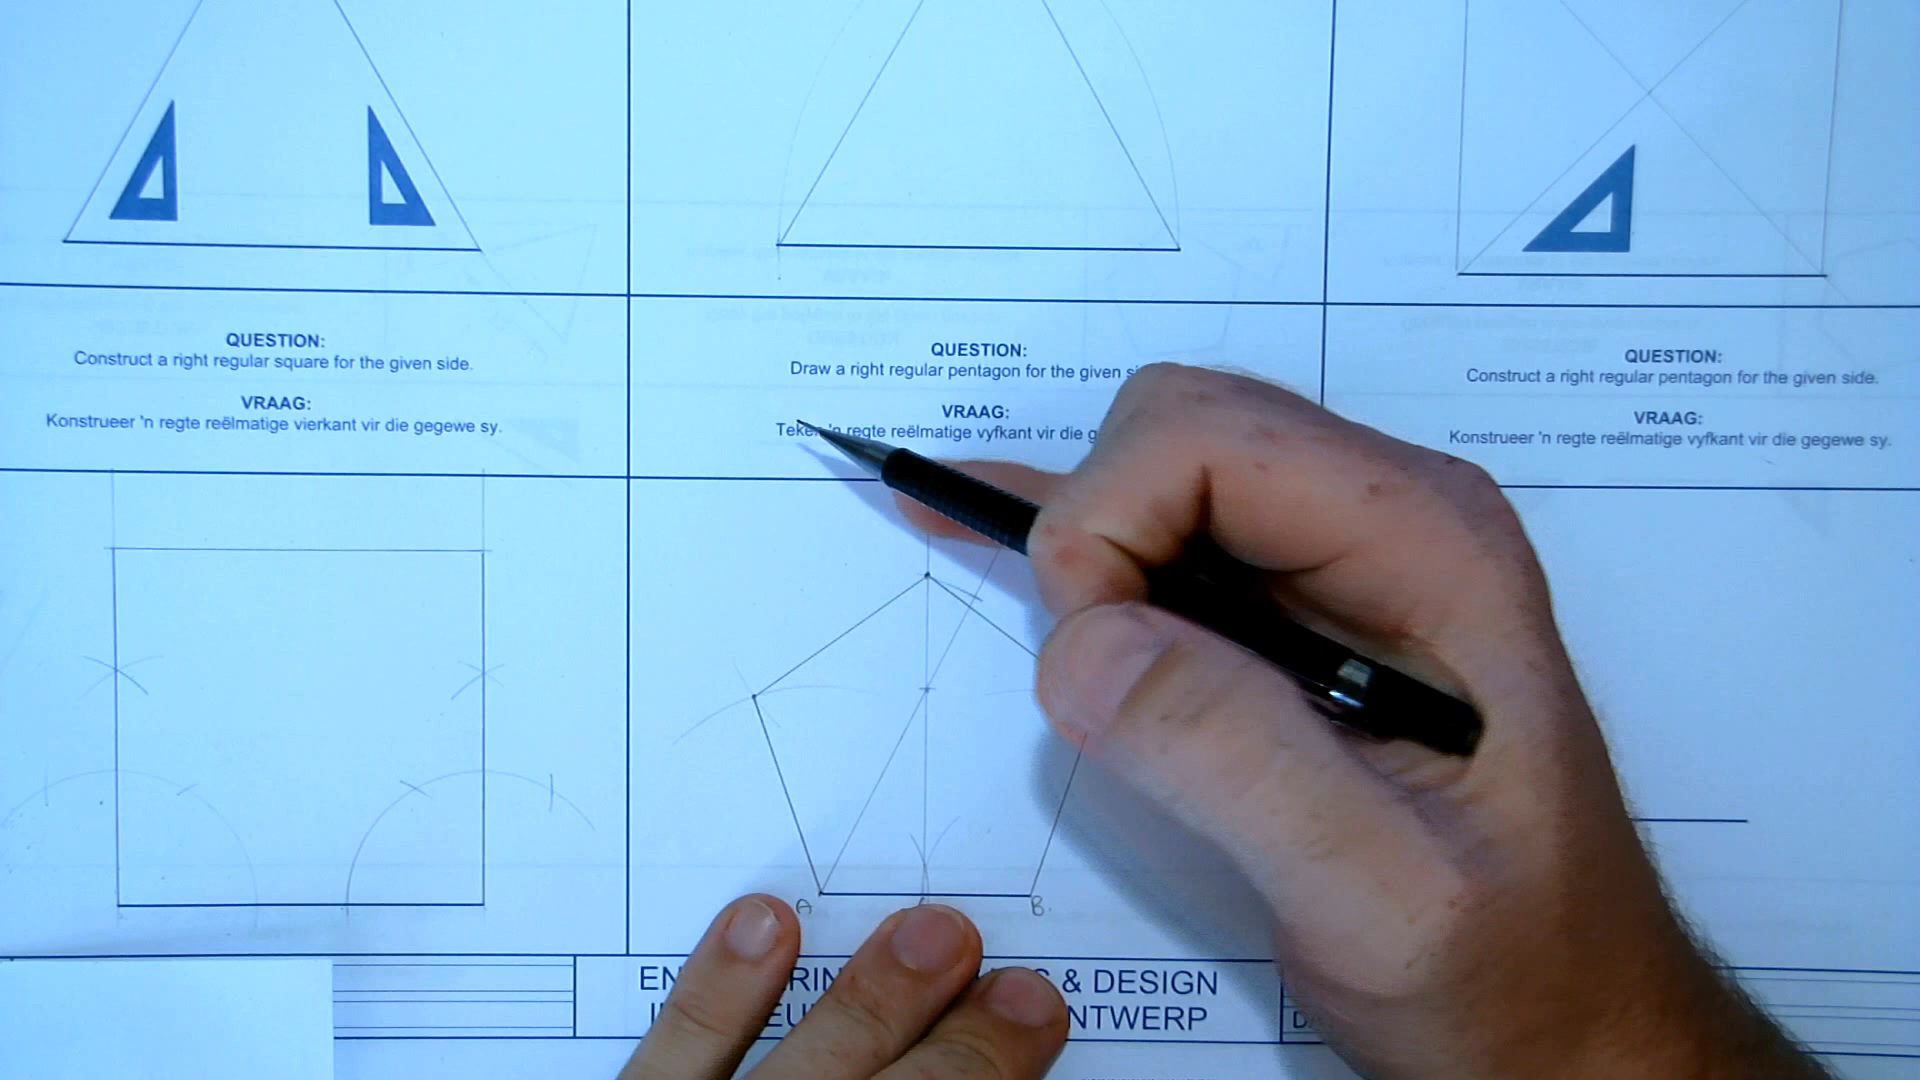 QUESTION:
Construct a right regular square for the given side.
VRAAG:
Konstrueer 'n regte reëlmatige vierkant vir die gegewe sy.
QUESTION:
Draw a right regular pentagon for the given
VRAAG:
Teken 'n regte reëlmatige vyfkant vir die
QUESTION:
Construct a right regular pentagon for the given side.
VRAAG:
Konstrueer 'n regte reëlmatige vyfkant vir die gegewe sy.
A
B
& DESIGN